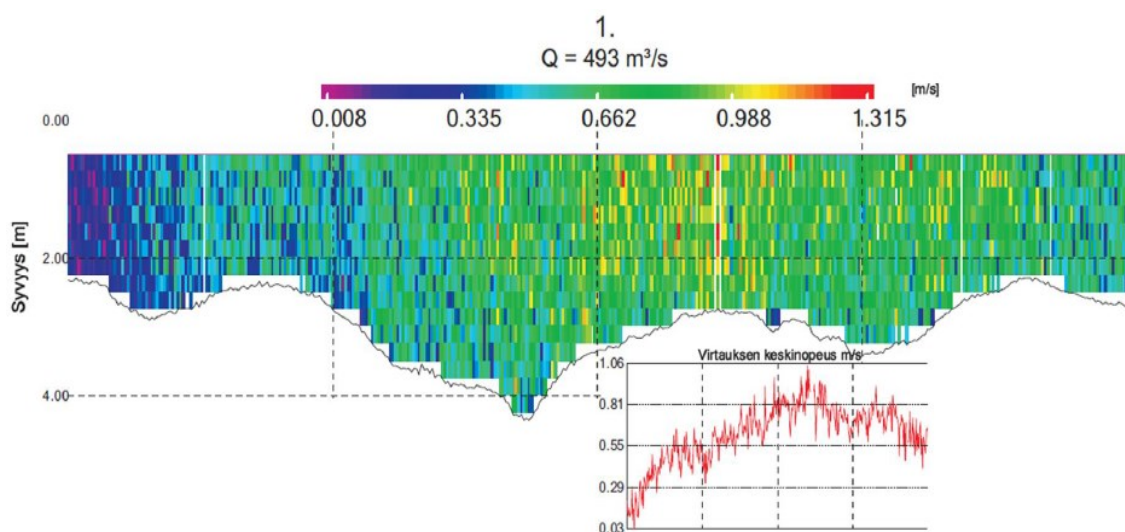 1.
Q = 493 m³/s
[m/s]
0.008 0.335 0.662 0.988 1.315
0.00
Syvyys [m]
2.00
4.00
Virtauksen keskinopeus m/s
1.06
0.81
0.55
0.29
0.03